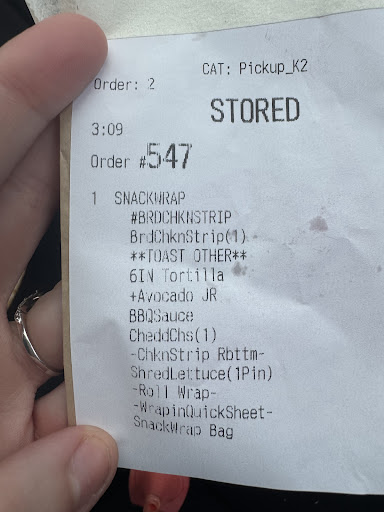 CAT: Pickup_K2
Order: 2
STORED
3:09
Order #547
1 SNACKWRAP
#BRDCHKNSTRIP
BrdChknStrip(1)
**TOAST OTHER**
6IN Tortilla
+Avocado JR
BBQSauce
CheddChs(1)
-ChknStrip Rbttm-
ShredLettuce(1Pin)
-Roll Wrap-
-WrapinQuickSheet-
SnackWrap Bag